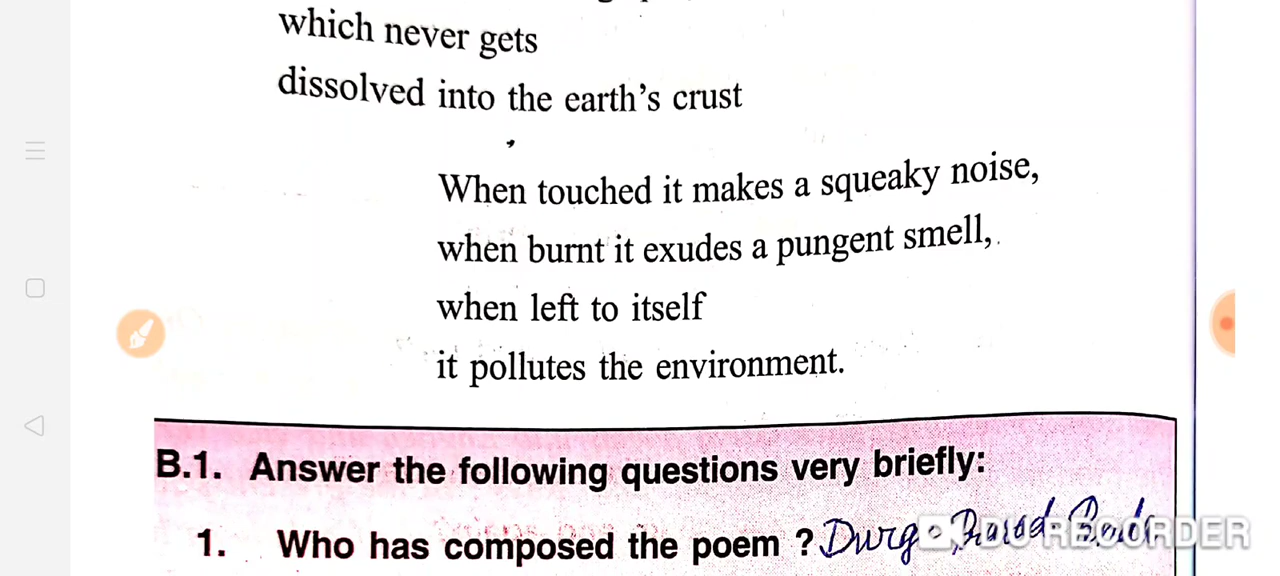 which never gets
dissolved into the earth's crust
When touched it makes a squeaky noise,
when burnt it exudes a pungent smell,
when left to itself
it pollutes the environment.
B.1. Answer the following questions very briefly:
1. Who has composed the poem ? Durga Prasad
RECORDER